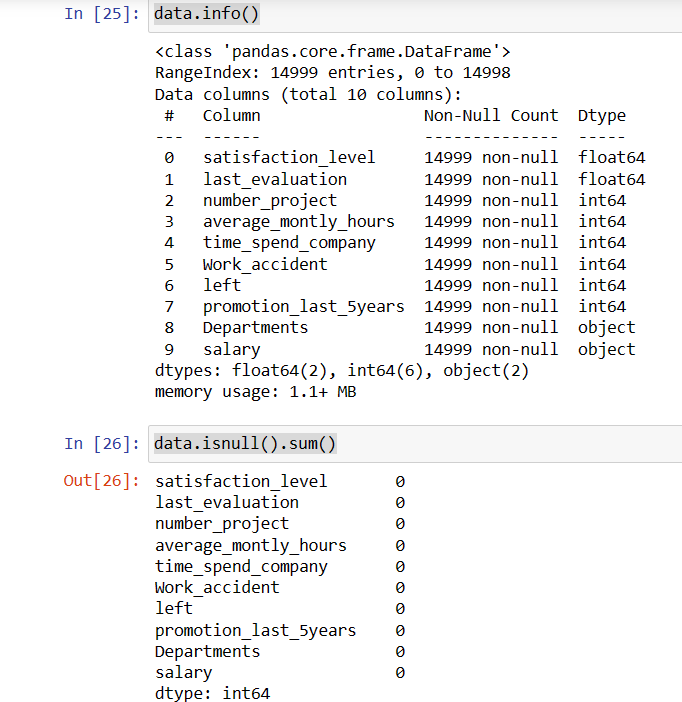 In [25]: data.info()
<class 'pandas.core.frame.DataFrame'>
RangeIndex: 14999 entries, 0 to 14998
Data columns (total 10 columns):
 #   Column                 Non-Null Count  Dtype
---  ------                 --------------  -----
 0   satisfaction_level     14999 non-null  float64
 1   last_evaluation        14999 non-null  float64
 2   number_project         14999 non-null  int64
 3   average_montly_hours   14999 non-null  int64
 4   time_spend_company     14999 non-null  int64
 5   Work_accident          14999 non-null  int64
 6   left                   14999 non-null  int64
 7   promotion_last_5years  14999 non-null  int64
 8   Departments            14999 non-null  object
 9   salary                 14999 non-null  object
dtypes: float64(2), int64(6), object(2)
memory usage: 1.1+ MB
In [26]: data.isnull().sum()
Out[26]: satisfaction_level       0
last_evaluation          0
number_project           0
average_montly_hours     0
time_spend_company       0
Work_accident            0
left                     0
promotion_last_5years    0
Departments              0
salary                   0
dtype: int64